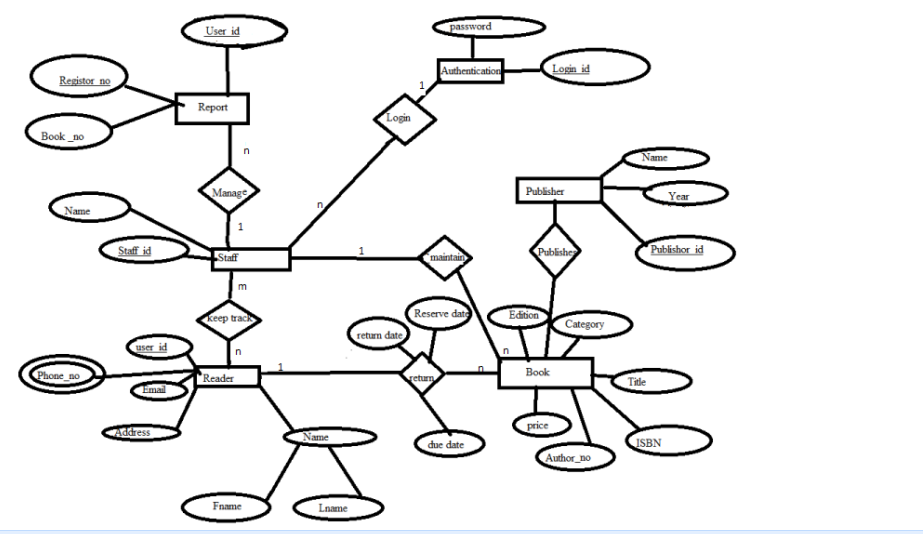 User_id
password
Login_id
Authentication
Registor_no
Report
Book _no
1
Login
n
Manage
Name
Publisher
Year
Publishor_id
Publisher
n
Name
1
Staff_id
Staff
1
maintain
m
keep track
n
Reserve date
return date
Edition
Category
user_id
Phone_no
Email
Reader
1
return
n
n
Book
Title
Address
Name
due date
price
Author_no
ISBN
Fname
Lname